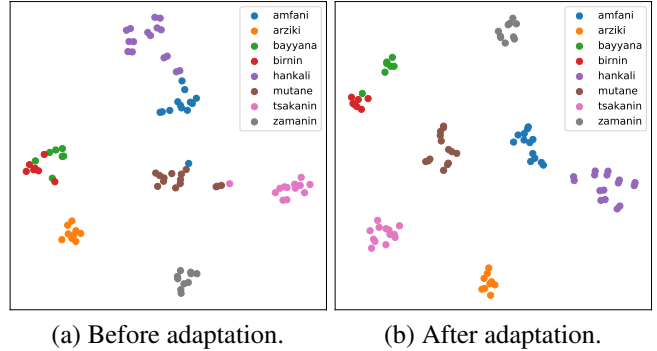 amfani
arziki
bayyana
birnin
hankali
mutane
tsakanin
zamanin
amfani
arziki
bayyana
birnin
hankali
mutane
tsakanin
zamanin
(a) Before adaptation.
(b) After adaptation.